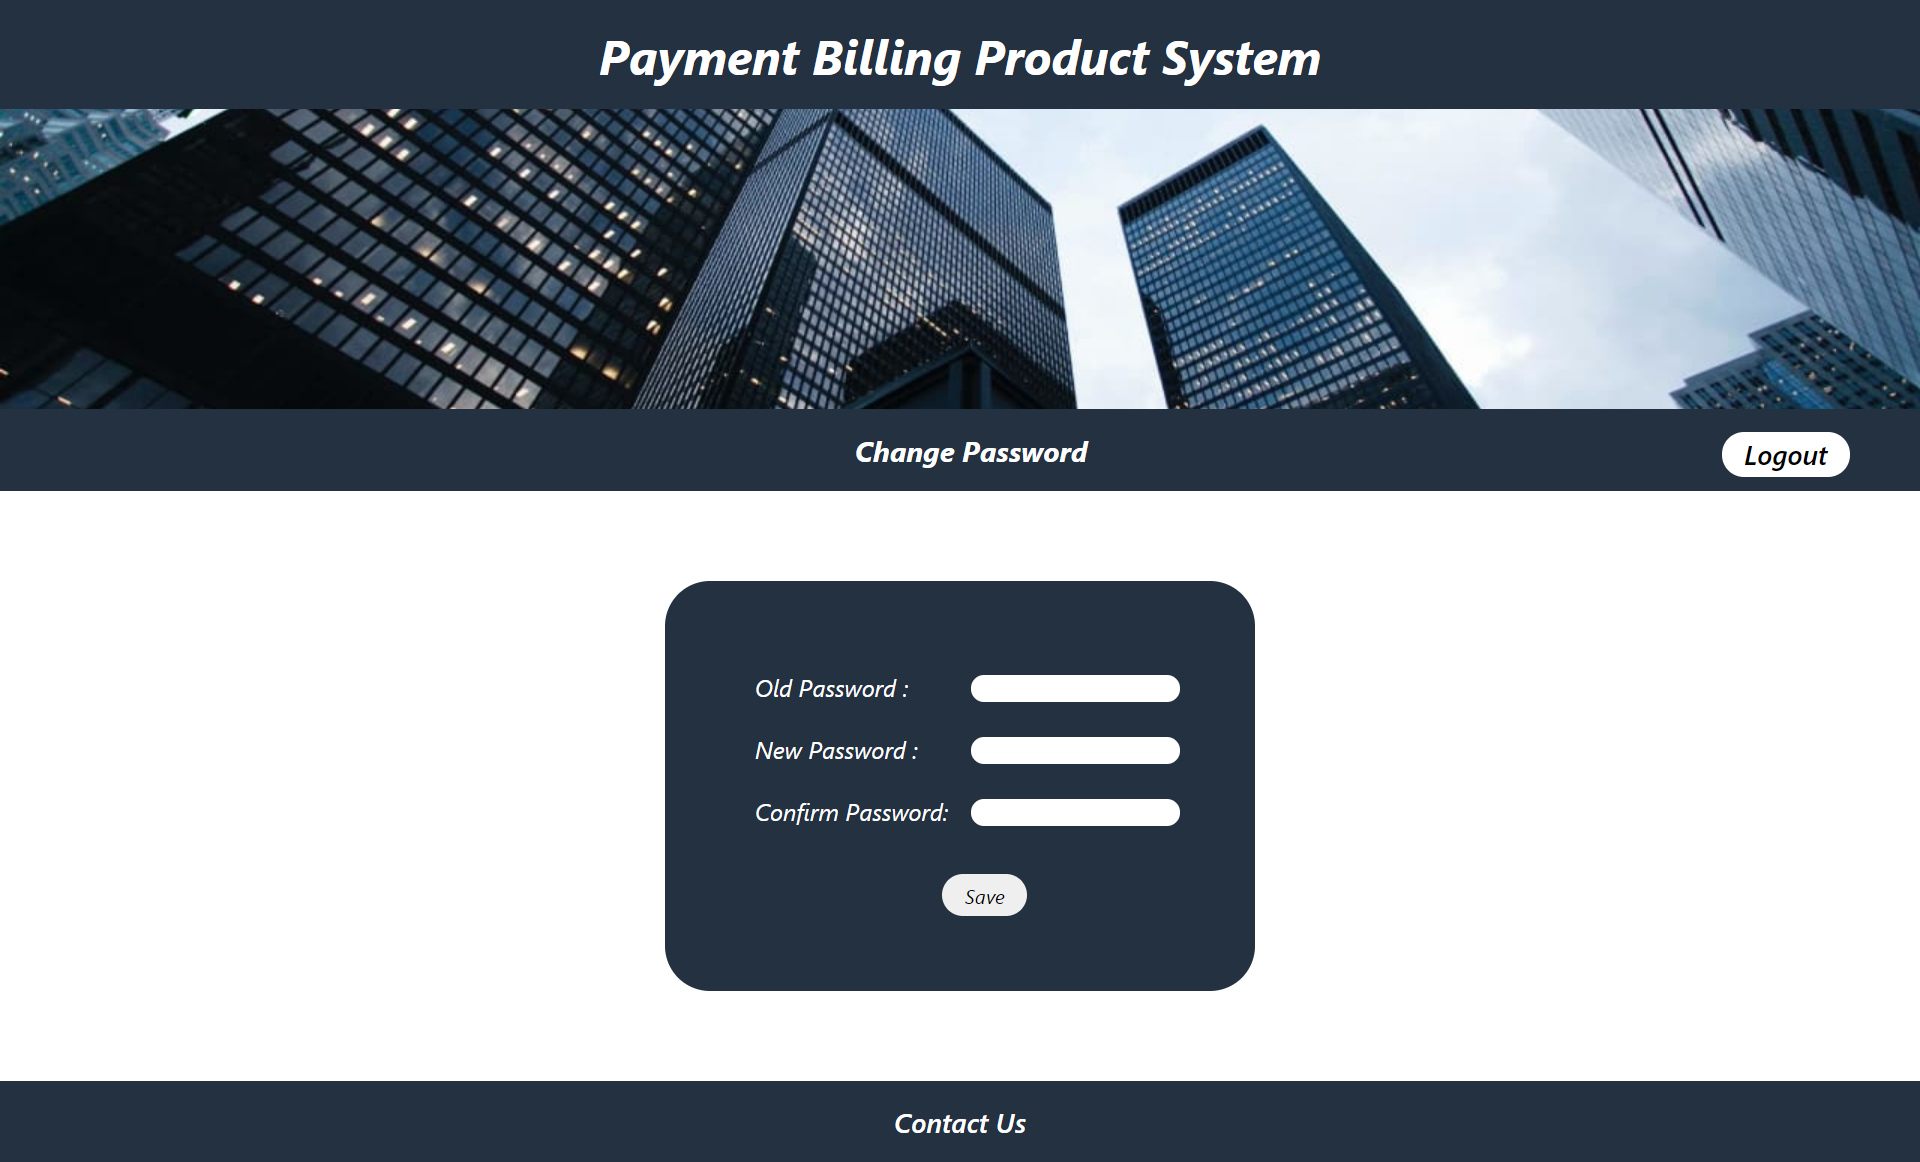 Payment Billing Product System
Change Password
Logout
Old Password :
New Password :
Confirm Password:
Save
Contact Us